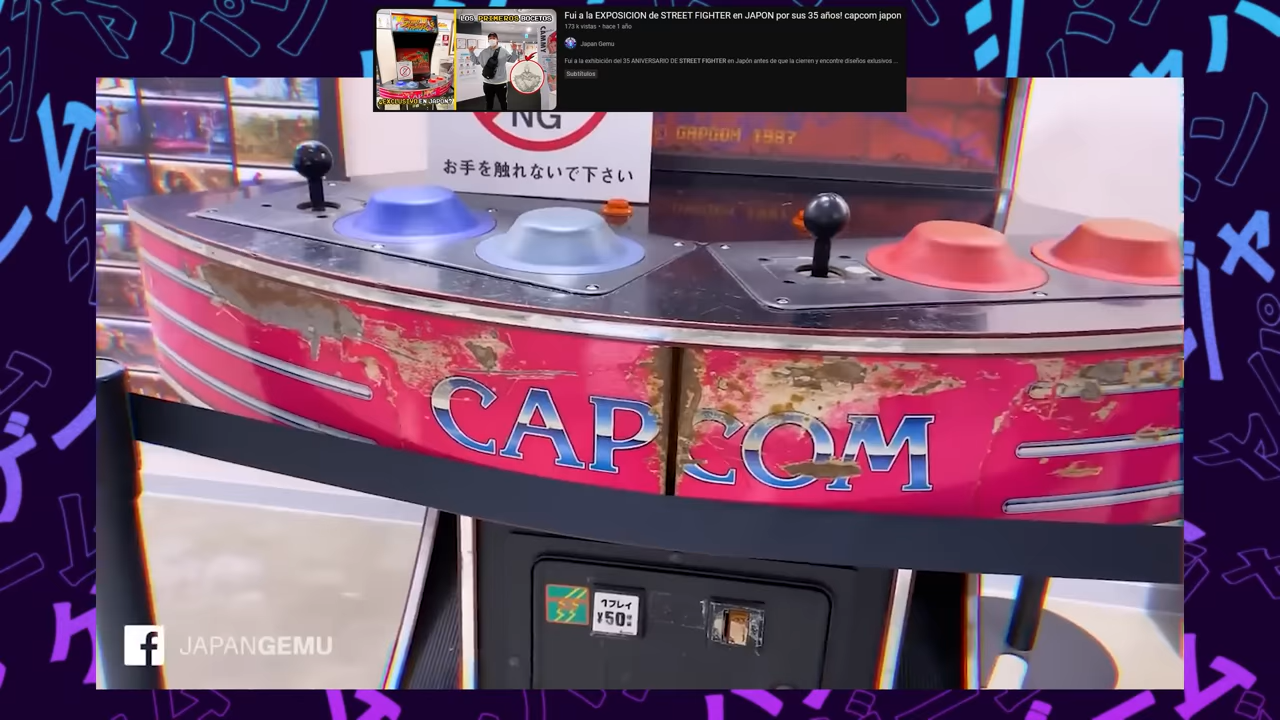 LOS PRIMEROS BOCETOS
CAMMY
¿EXCLUSIVO EN JAPON?
Fui a la EXPOSICION de STREET FIGHTER en JAPON por sus 35 años! capcom japon
173 k vistas • hace 1 año
Japan Gemu
Fui a la exhibición del 35 ANIVERSARIO DE STREET FIGHTER en Japón antes de que la cierren y encontre diseños exlusivos ...
Subtítulos
NG
お手を触れないで下さい
© CAPCOM 1987
CAPCOM
1プレイ
¥50
JAPANGEMU